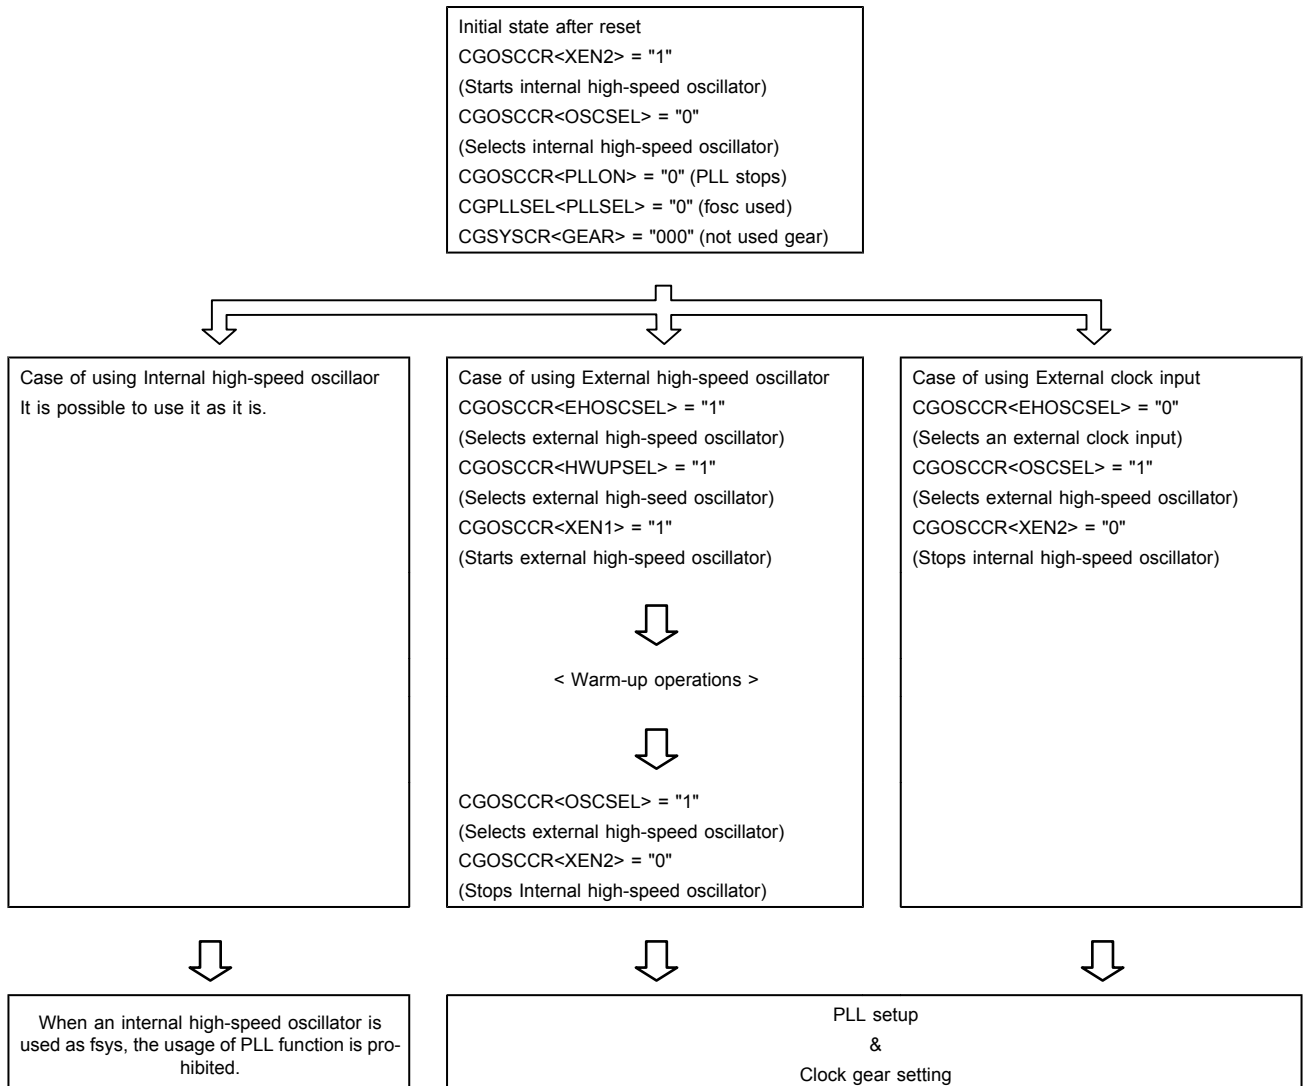 Initial state after reset
CGOSCCR<XEN2> = "1"
(Starts internal high-speed oscillator)
CGOSCCR<OSCSEL> = "0"
(Selects internal high-speed oscillator)
CGOSCCR<PLLON> = "0" (PLL stops)
CGPLLSEL<PLLSEL> = "0" (fosc used)
CGSYSCR<GEAR> = "000" (not used gear)
Case of using Internal high-speed oscillaor
It is possible to use it as it is.
Case of using External high-speed oscillator
CGOSCCR<EHOSCSEL> = "1"
(Selects external high-speed oscillator)
CGOSCCR<HWUPSEL> = "1"
(Selects external high-seed oscillator)
CGOSCCR<XEN1> = "1"
(Starts external high-speed oscillator)
< Warm-up operations >
CGOSCCR<OSCSEL> = "1"
(Selects external high-speed oscillator)
CGOSCCR<XEN2> = "0"
(Stops Internal high-speed oscillator)
Case of using External clock input
CGOSCCR<EHOSCSEL> = "0"
(Selects an external clock input)
CGOSCCR<OSCSEL> = "1"
(Selects external high-speed oscillator)
CGOSCCR<XEN2> = "0"
(Stops internal high-speed oscillator)
When an internal high-speed oscillator is
used as fsys, the usage of PLL function is pro-
hibited.
PLL setup
&
Clock gear setting